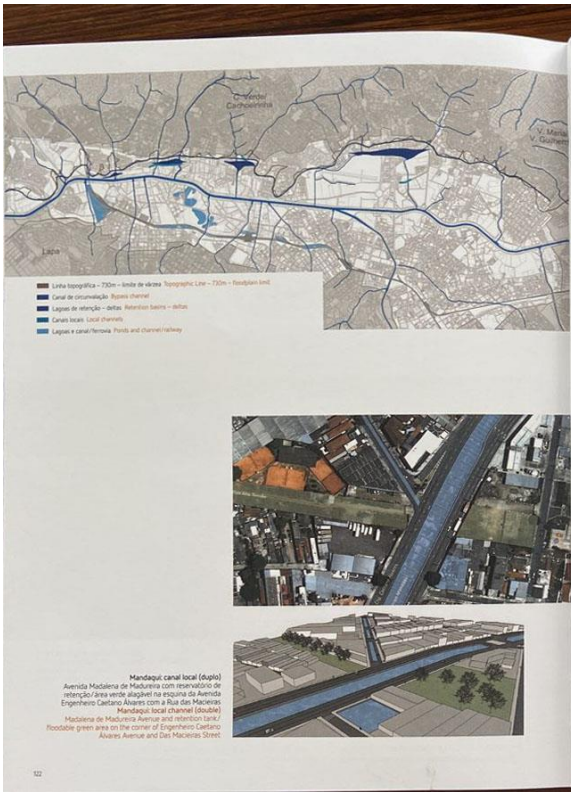 C. Verde/
Cachoeirinha
V. Maria
Lapa
Linha topográfica – 730m – limite de várzea Topographic Line – 730m – floodplain limit
Canal de circunvalação Bypass channel
Lagoas de retenção – deltas Retention basins – deltas
Canais locais Local channels
Lagoas e canal/ferrovia Ponds and channel/railway
Mandaqui: canal local (duplo)
Avenida Madalena de Madureira com reservatório de
retenção/área verde alagável na esquina da Avenida
Engenheiro Caetano Álvares com a Rua das Macieiras
Mandaqui: local channel (double)
Madalena de Madureira Avenue and retention tank/
floodable green area on the corner of Engenheiro Caetano
Álvares Avenue and Das Macieiras Street
122